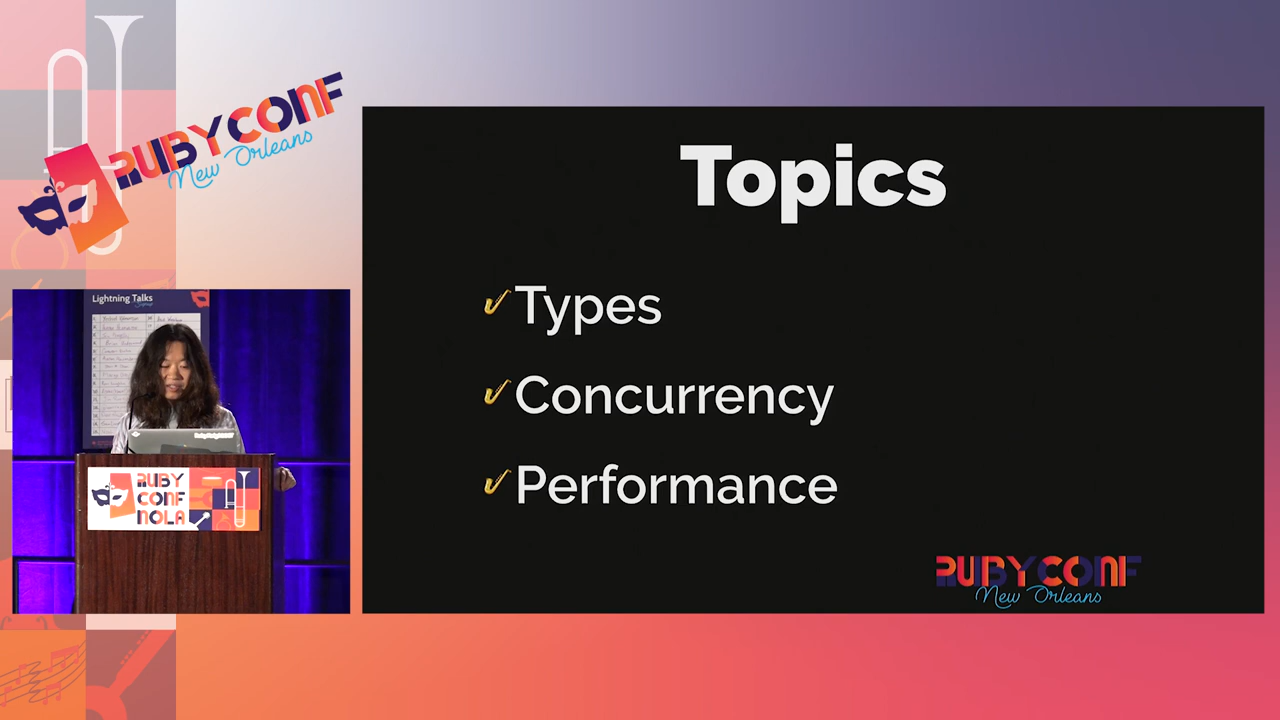 RUBYCONF
New Orleans
Topics
Types
Concurrency
Performance
RUBYCONF
New Orleans
Lightning Talks
RUBY
CONF
NOLA